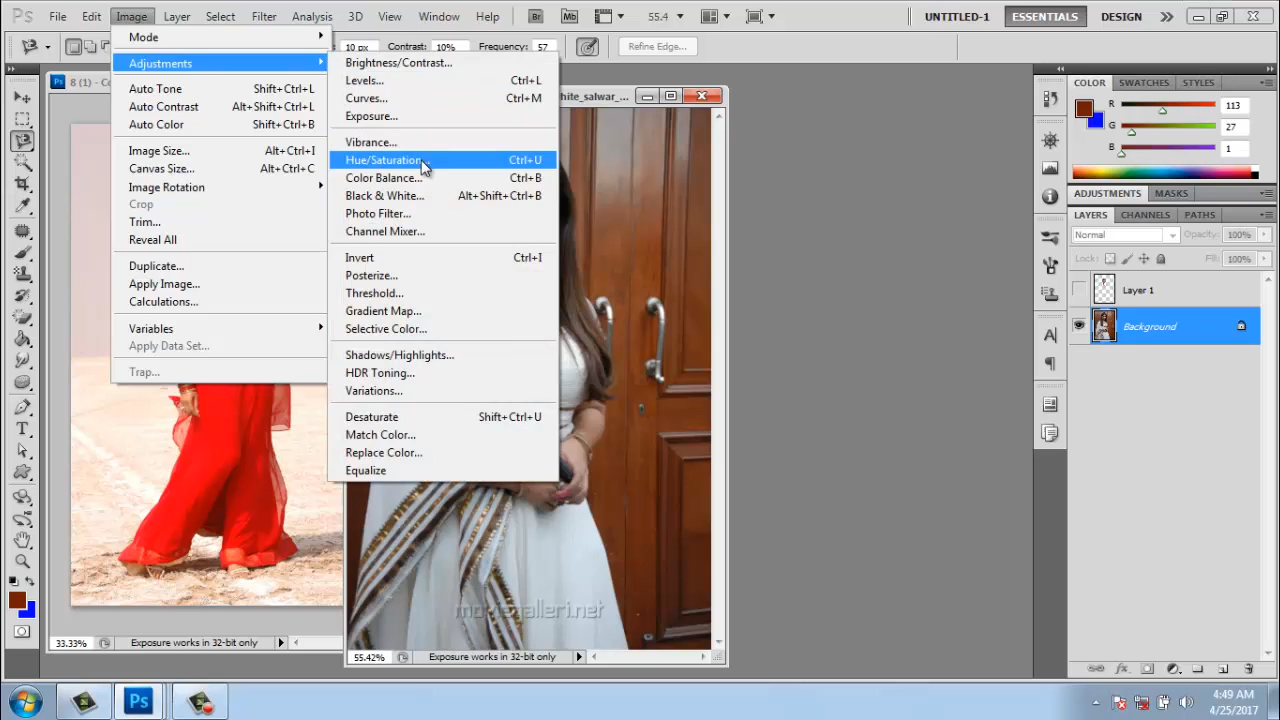 Ps File Edit Image Layer Select Filter Analysis 3D View Window Help Br Mb 55.4 UNTITLED-1 ESSENTIALS DESIGN
10 px Contrast: 10% Frequency: 57 Refine Edge...
Mode
Adjustments
Auto Tone Shift+Ctrl+L
Auto Contrast Alt+Shift+Ctrl+L
Auto Color Shift+Ctrl+B
Image Size... Alt+Ctrl+I
Canvas Size... Alt+Ctrl+C
Image Rotation
Crop
Trim...
Reveal All
Duplicate...
Apply Image...
Calculations...
Variables
Apply Data Set...
Trap...
Brightness/Contrast...
Levels... Ctrl+L
Curves... Ctrl+M
Exposure...
Vibrance...
Hue/Saturation... Ctrl+U
Color Balance... Ctrl+B
Black & White... Alt+Shift+Ctrl+B
Photo Filter...
Channel Mixer...
Invert Ctrl+I
Posterize...
Threshold...
Gradient Map...
Selective Color...
Shadows/Highlights...
HDR Toning...
Variations...
Desaturate Shift+Ctrl+U
Match Color...
Replace Color...
Equalize
Ps 8 (1)
hite_salwar_...
COLOR SWATCHES STYLES
R 113
G 27
B 1
ADJUSTMENTS MASKS
LAYERS CHANNELS PATHS
Normal Opacity: 100%
Lock: Fill: 100%
Layer 1
Background
33.33% Exposure works in 32-bit only
55.42% Exposure works in 32-bit only
Ps
4:49 AM
4/25/2017